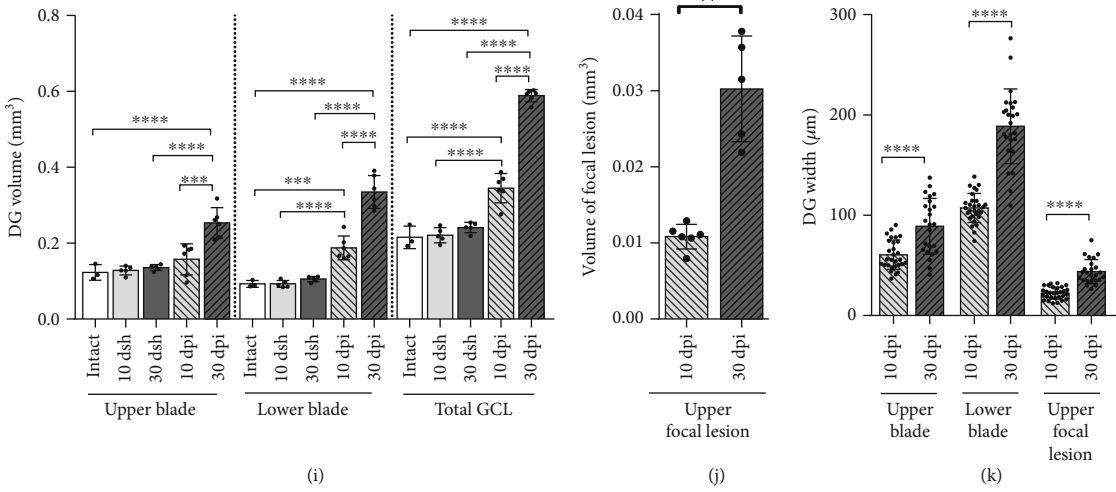 DG volume (mm³)
0.8
0.6
0.4
0.2
0.0
****
****
***
****
****
****
***
****
****
****
****
****
****
Intact
10 dsh
30 dsh
10 dpi
30 dpi
Intact
10 dsh
30 dsh
10 dpi
30 dpi
Intact
10 dsh
30 dsh
10 dpi
30 dpi
Upper blade
Lower blade
Total GCL
(i)
Volume of focal lesion (mm³)
0.04
0.03
0.02
0.01
0.00
10 dpi
30 dpi
Upper
focal lesion
(j)
DG width (μm)
300
200
100
0
****
****
****
10 dpi
30 dpi
10 dpi
30 dpi
10 dpi
30 dpi
Upper
blade
Lower
blade
Upper
focal
lesion
(k)